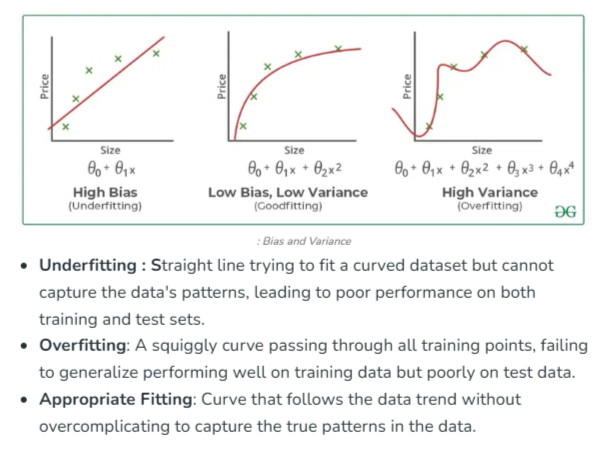 Price
Size
θ₀ + θ₁x
High Bias
(Underfitting)
Price
Size
θ₀ + θ₁x + θ₂x²
Low Bias, Low Variance
(Goodfitting)
Price
Size
θ₀ + θ₁x + θ₂x² + θ₃x³ + θ₄x⁴
High Variance
(Overfitting)
: Bias and Variance
• Underfitting : Straight line trying to fit a curved dataset but cannot
capture the data's patterns, leading to poor performance on both
training and test sets.
• Overfitting: A squiggly curve passing through all training points, failing
to generalize performing well on training data but poorly on test data.
• Appropriate Fitting: Curve that follows the data trend without
overcomplicating to capture the true patterns in the data.